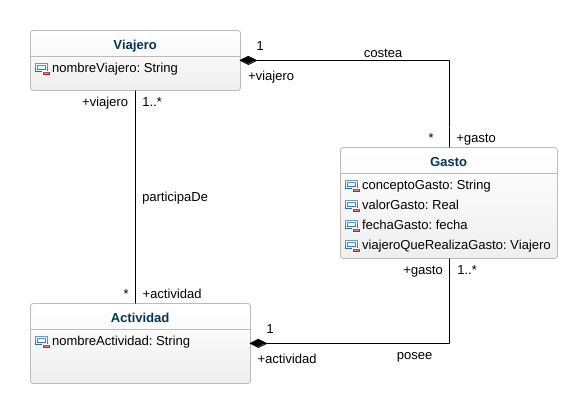 Viajero
nombreViajero: String
1
costea
+viajero
+viajero
1..*
*
+gasto
Gasto
conceptoGasto: String
valorGasto: Real
fechaGasto: fecha
viajeroQueRealizaGasto: Viajero
participaDe
+gasto
1..*
*
+actividad
Actividad
nombreActividad: String
1
+actividad
posee